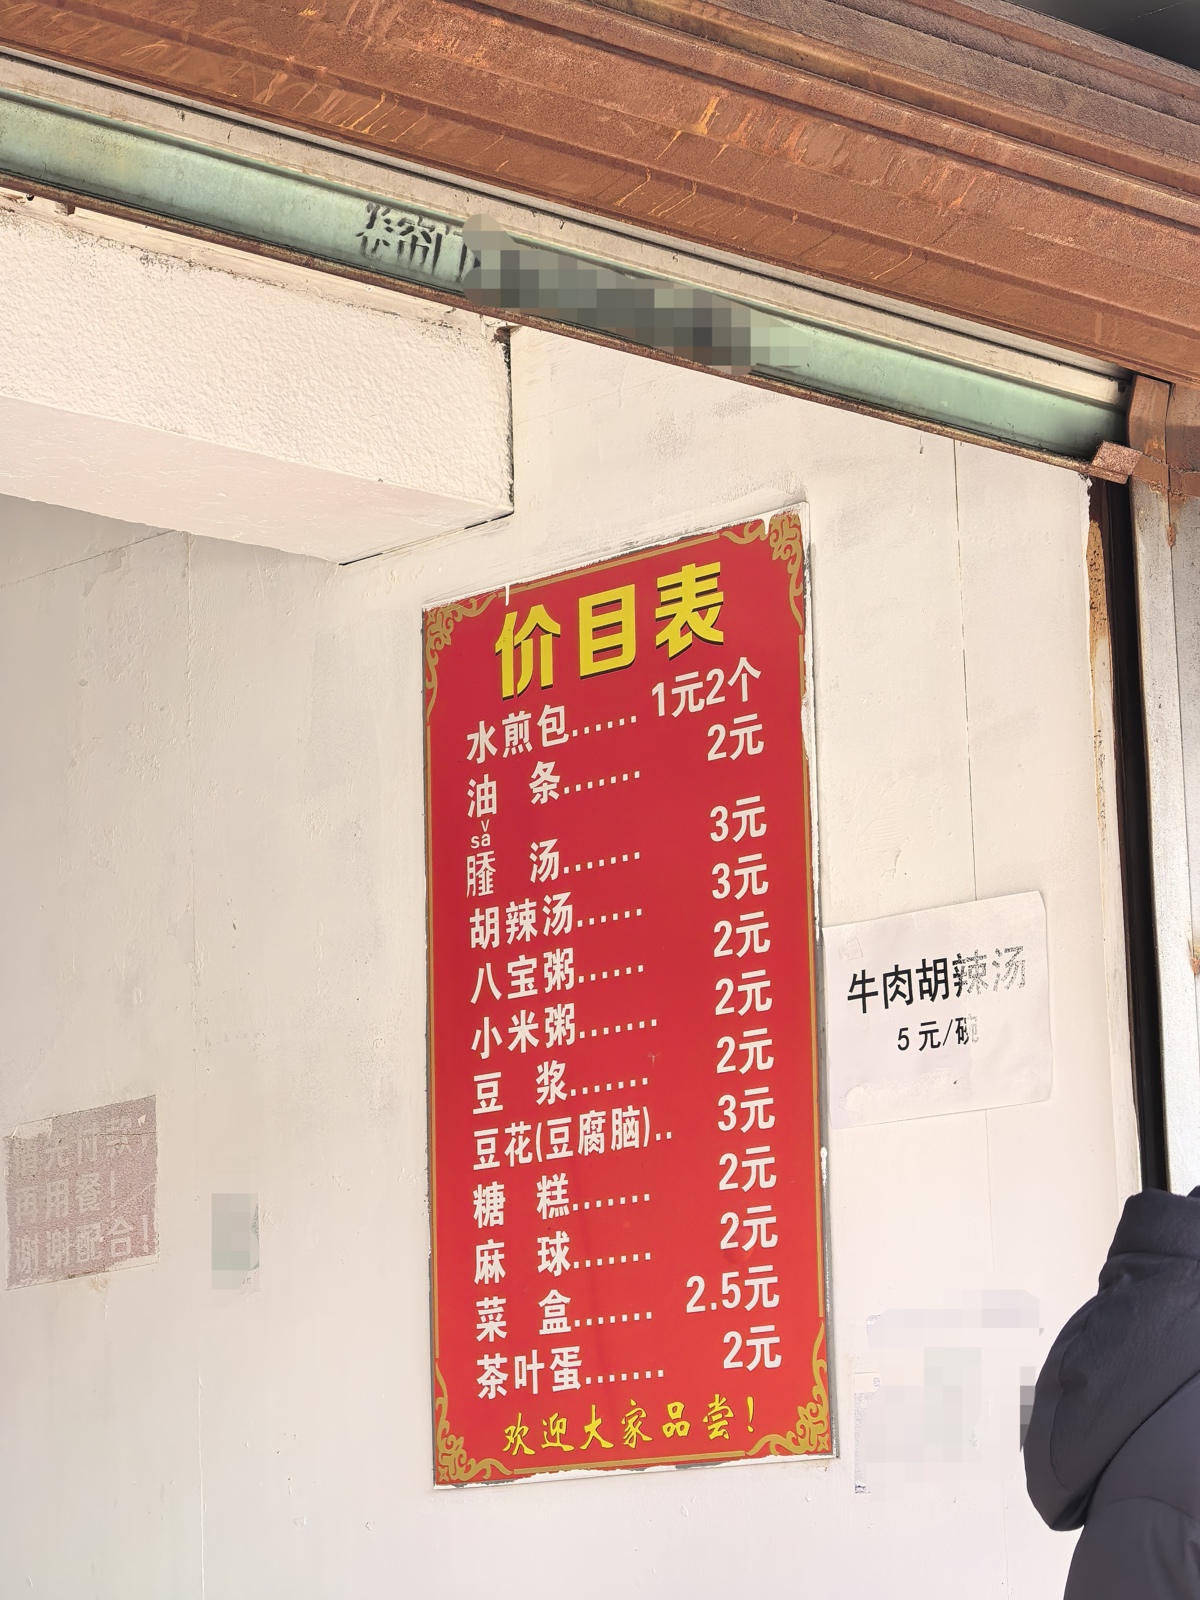 价目表
水煎包...... 1元2个
油 条....... 2元
sǎ
汤....... 3元
胡辣汤...... 3元
八宝粥...... 2元
小米粥....... 2元
豆 浆....... 2元
豆花(豆腐脑).. 3元
糖 糕....... 2元
麻 球....... 2元
菜 盒....... 2.5元
茶叶蛋....... 2元
欢迎大家品尝!
牛肉胡辣汤
5 元/碗
请先付款
再用餐!
谢谢配合!